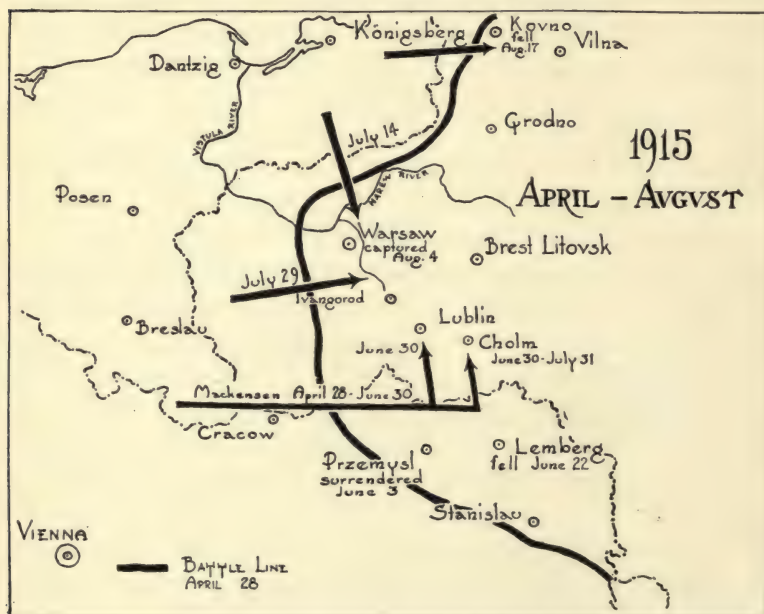 Königsberg
Kovno
fell
Aug. 17
Vilna
Dantzig
VISTULA RIVER
July 14
Grodno
1915
APRIL – AVGVST
NAREW RIVER
Posen
Warsaw
captured
Aug. 4
Brest Litovsk
July 29
Ivangorod
Breslau
Lublin
June 30
Cholm
June 30-July 31
Mackensen April 28-June 30
Cracow
Przemysl
surrendered
June 3
Lemberg
fell June 22
Stanislau
VIENNA
BATTLE LINE
APRIL 28